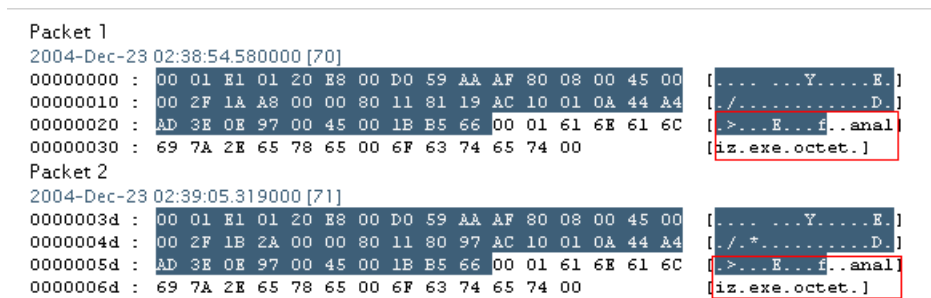 Packet 1
2004-Dec-23 02:38:54.580000 [70]
00000000 : 00 01 E1 01 20 E8 00 D0 59 AA AF 80 08 00 45 00 [.... ...Y.....E.]
00000010 : 00 2F 1A A8 00 00 80 11 81 19 AC 10 01 0A 44 A4 [./............D.]
00000020 : AD 3E 0E 97 00 45 00 1B B5 66 00 01 61 6E 61 6C [.>...E...f..anal]
00000030 : 69 7A 2E 65 78 65 00 6F 63 74 65 74 00 [iz.exe.octet.]
Packet 2
2004-Dec-23 02:39:05.319000 [71]
0000003d : 00 01 E1 01 20 E8 00 D0 59 AA AF 80 08 00 45 00 [.... ...Y.....E.]
0000004d : 00 2F 1B 2A 00 00 80 11 80 97 AC 10 01 0A 44 A4 [./.*..........D.]
0000005d : AD 3E 0E 97 00 45 00 1B B5 66 00 01 61 6E 61 6C [.>...E...f..anal]
0000006d : 69 7A 2E 65 78 65 00 6F 63 74 65 74 00 [iz.exe.octet.]